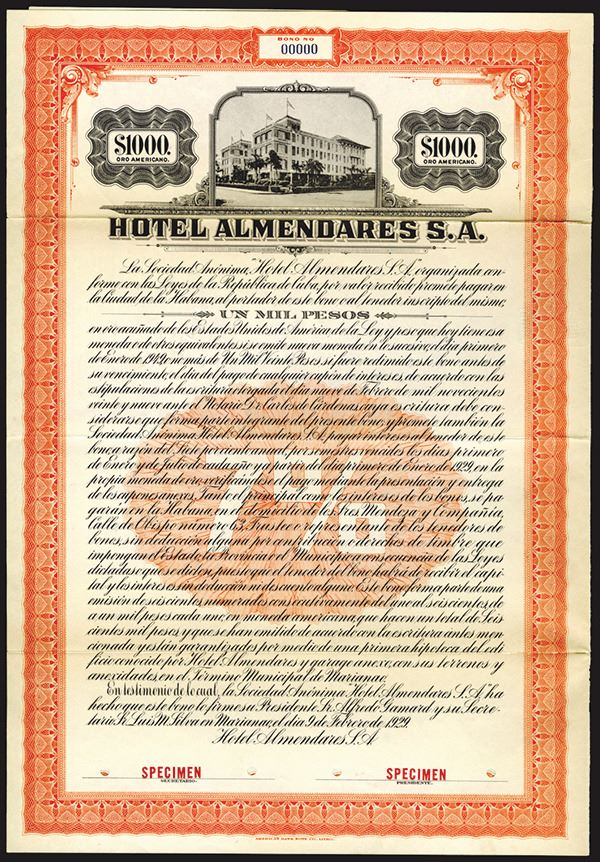 BONO NO
00000
$1000.
ORO AMERICANO.
$1000.
ORO AMERICANO.
HOTEL ALMENDARES S.A.
La Sociedad Anónima, "Hotel Almendares S.A." organizada con-
forme con las Leyes de la República de Cuba, por valor recibido promete pagar en
la Ciudad de la Habana, al portador de este bono o al tenedor inscripto del mismo,
UN MIL PESOS
en oro acuñado de los Estados Unidos de América de la Ley y peso que hoy tiene esa
moneda o de otros equivalentes si se emite nueva moneda en lo sucesivo, el día primero
de Enero de 1942 o no más de Un Mil Veinte Pesos, si fuere redimido este bono antes de
su vencimiento, el día del pago de cualquier cupón de intereses, de acuerdo con las
estipulaciones de la escritura otorgada el día nueve de Febrero de mil novecientos
veinte y nueve ante el Notario Dr. Carlos de Cárdenas cuya escritura debe con-
siderarse que forma parte integrante del presente bono; y promete también la
Sociedad Anónima, Hotel Almendares S.A. pagar intereses al tenedor de este
bono, a razón del Siete por ciento anual, por semestres vencidos los días primero
de Enero y de Julio de cada año y a partir del día primero de Enero de 1929, en la
propia moneda de oro, y mediante la presentación y entrega
de los cupones anexos. Tanto el principal como los intereses de los bonos, se pa-
garán en la Habana, en el domicilio de los Sres. Mendoza y Compañía,
Calle de Obispo número 63, Trustee o representante de los tenedores de
bonos, sin deducción alguna por contribución o derechos de timbre que
impongan el Estado, la Provincia o el Municipio a consecuencia de las Leyes
dictadas o que se dicten, puesto que el tenedor del bono habrá de recibir el capi-
tal y los intereses sin deducción ni descuento alguno. Este bono forma parte de una
emisión de seiscientos, numerados consecutivamente del uno al seiscientos, de
a un mil pesos cada uno, en moneda americana, que hacen un total de Seis
cientos mil pesos, y que se han emitido de acuerdo con la escritura antes men-
cionada y están garantizados por medio de una primera hipoteca del edi-
ficio conocido por Hotel Almendares y garage anexo, con sus terrenos y
anexidades en el Término Municipal de Marianao.
En testimonio de lo cual, la Sociedad Anónima, Hotel Almendares S.A." ha
hecho que este bono lo firme su Presidente Sr. Alfredo Gamard y su Secre-
tario, Sr. Luis M. Silva en Marianao, el día 9 de Febrero de 1929.
Hotel Almendares S.A.
7%
SPECIMEN
SECRETARIO.
SPECIMEN
PRESIDENTE.
AMERICAN BANK NOTE CO., LITHO.